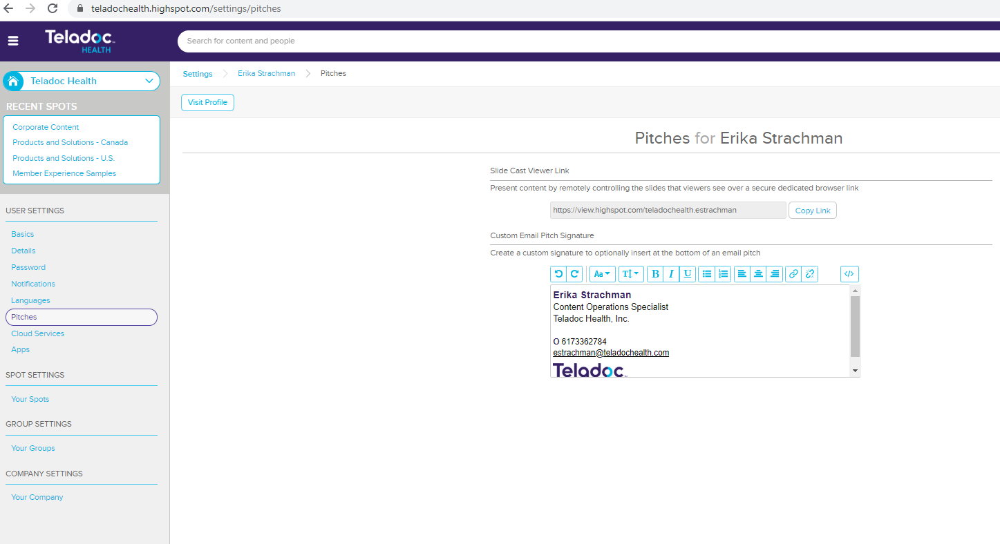 teladochealth.highspot.com/settings/pitches
Teladoc
HEALTH
Search for content and people
Teladoc Health
RECENT SPOTS
Corporate Content
Products and Solutions - Canada
Products and Solutions - U.S.
Member Experience Samples
USER SETTINGS
Basics
Details
Password
Notifications
Languages
Pitches
Cloud Services
Apps
SPOT SETTINGS
Your Spots
GROUP SETTINGS
Your Groups
COMPANY SETTINGS
Your Company
Settings Erika Strachman Pitches
Visit Profile
Pitches for Erika Strachman
Slide Cast Viewer Link
Present content by remotely controlling the slides that viewers see over a secure dedicated browser link
https://view.highspot.com/teladochealth.estrachman Copy Link
Custom Email Pitch Signature
Create a custom signature to optionally insert at the bottom of an email pitch
Aa T B I U </>
Erika Strachman
Content Operations Specialist
Teladoc Health, Inc.
O 6173362784
estrachman@teladochealth.com
Teladoc